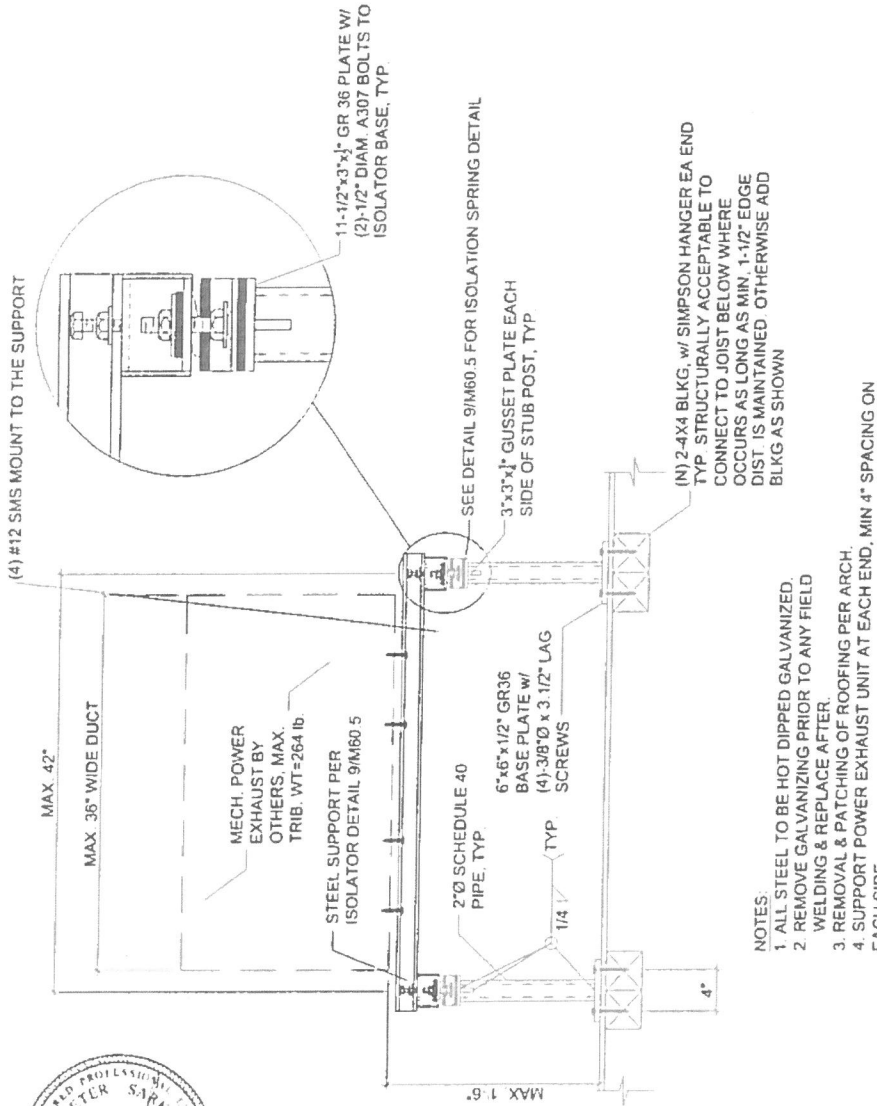 (4) #12 SMS MOUNT TO THE SUPPORT
MAX. 42"
MAX. 36" WIDE DUCT
MECH. POWER
EXHAUST BY
OTHERS, MAX.
TRIB. WT=264 lb.
STEEL SUPPORT PER
ISOLATOR DETAIL 9/M60.5
11-1/2"x3"x½" GR 36 PLATE W/
(2)-1/2" DIAM. A307 BOLTS TO
ISOLATOR BASE, TYP.
SEE DETAIL 9/M60.5 FOR ISOLATION SPRING DETAIL
3"x3"x¼" GUSSET PLATE EACH
SIDE OF STUB POST, TYP.
2"Ø SCHEDULE 40
PIPE, TYP.
6"x6"x1/2" GR36
BASE PLATE w/
(4)-3/8"Ø x 3.1/2" LAG
SCREWS
1/4
TYP.
MAX. 1'-6"
4"
(N) 2-4X4 BLKG, w/ SIMPSON HANGER EA END
TYP. STRUCTURALLY ACCEPTABLE TO
CONNECT TO JOIST BELOW WHERE
OCCURS AS LONG AS MIN, 1-1/2" EDGE
DIST. IS MAINTAINED. OTHERWISE ADD
BLKG AS SHOWN
NOTES:
1. ALL STEEL TO BE HOT DIPPED GALVANIZED.
2. REMOVE GALVANIZING PRIOR TO ANY FIELD
WELDING & REPLACE AFTER.
3. REMOVAL & PATCHING OF ROOFING PER ARCH.
4. SUPPORT POWER EXHAUST UNIT AT EACH END, MIN 4" SPACING ON
EACH SIDE
PROFESSIONAL